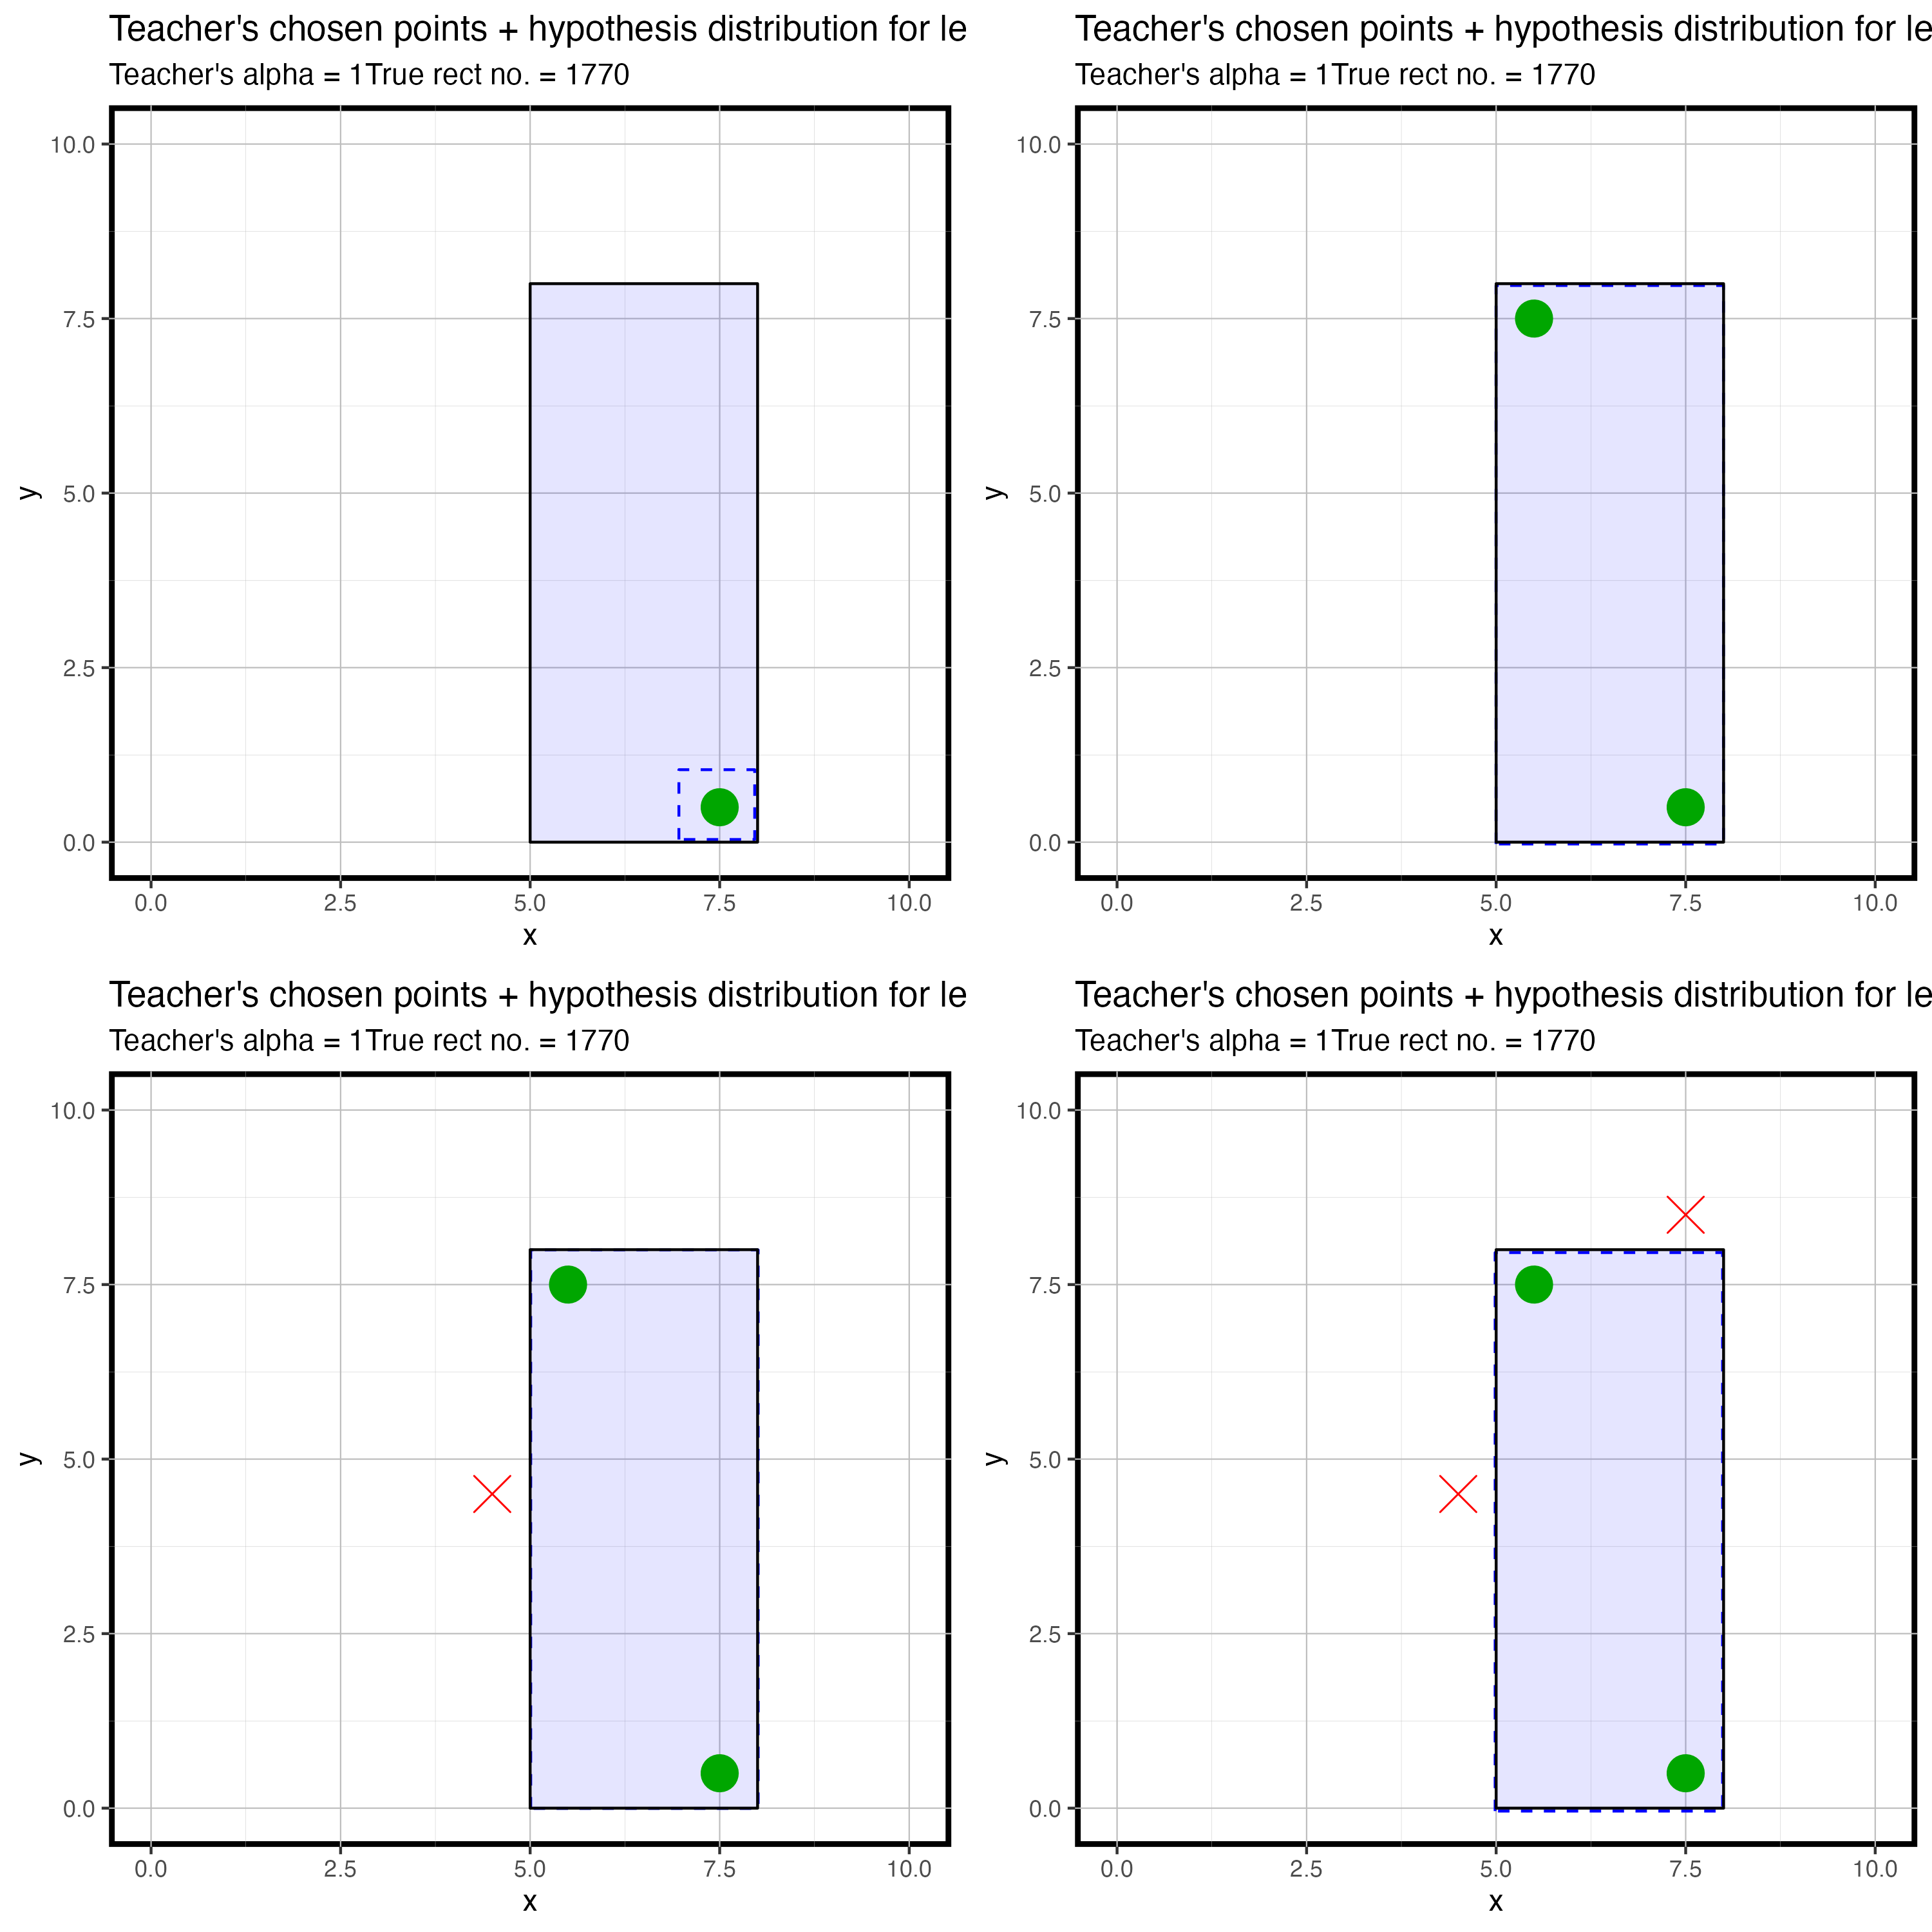 Teacher's chosen points + hypothesis distribution for le
Teacher's alpha = 1True rect no. = 1770
10.0
7.5
5.0
2.5
0.0
y
0.0 2.5 5.0 7.5 10.0
x
Teacher's chosen points + hypothesis distribution for le
Teacher's alpha = 1True rect no. = 1770
10.0
7.5
5.0
2.5
0.0
y
0.0 2.5 5.0 7.5 10.0
x
Teacher's chosen points + hypothesis distribution for le
Teacher's alpha = 1True rect no. = 1770
10.0
7.5
5.0
2.5
0.0
y
0.0 2.5 5.0 7.5 10.0
x
Teacher's chosen points + hypothesis distribution for le
Teacher's alpha = 1True rect no. = 1770
10.0
7.5
5.0
2.5
0.0
y
0.0 2.5 5.0 7.5 10.0
x